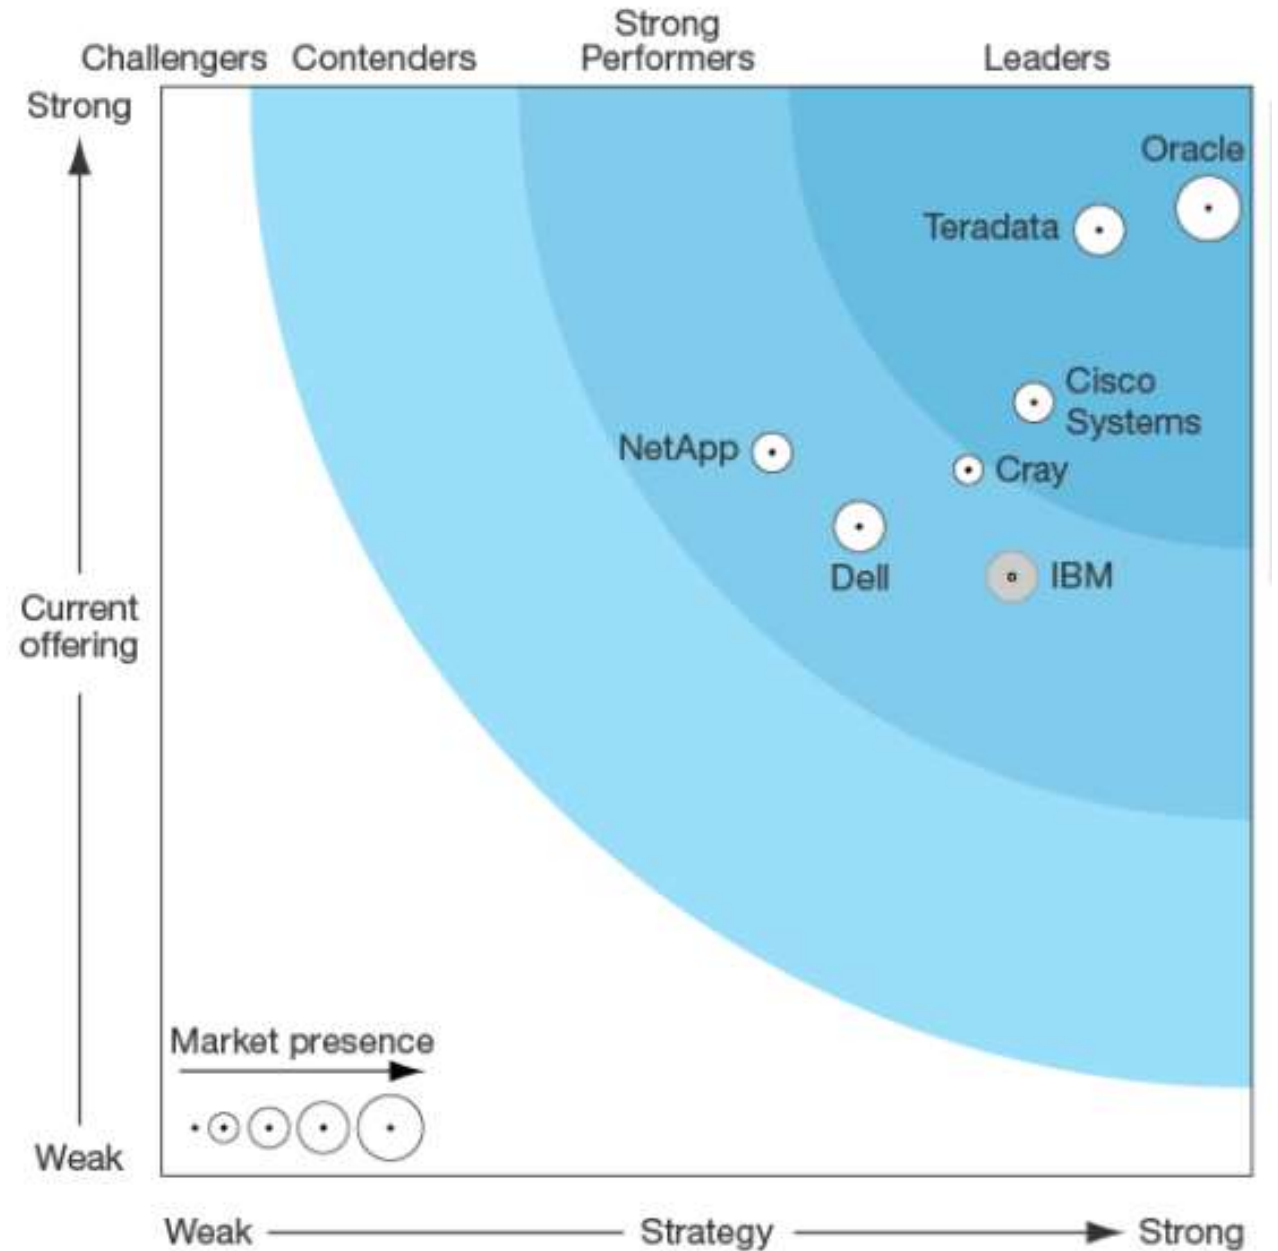 Strong
Challengers Contenders Performers Leaders
Strong
Oracle
Teradata
Cisco
Systems
NetApp
Cray
Dell
IBM
Current
offering
Market presence
Weak
Weak Strategy Strong